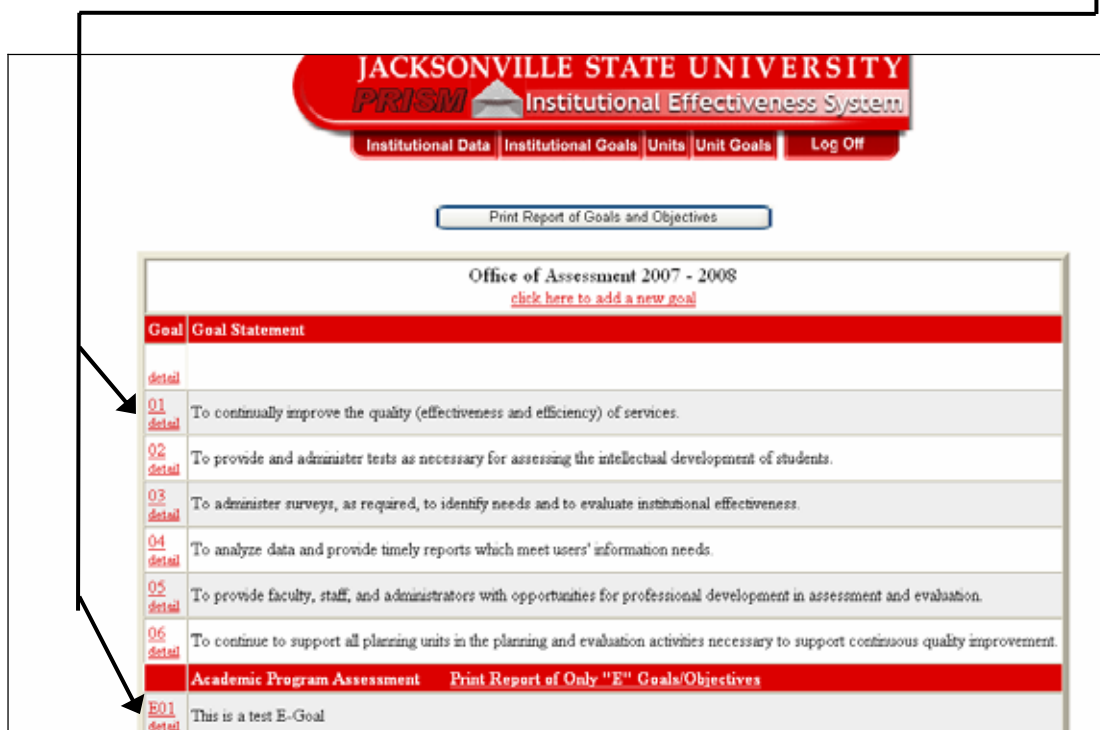 JACKSONVILLE STATE UNIVERSITY
PRISM Institutional Effectiveness System
Institutional Data Institutional Goals Units Unit Goals Log Off
Print Report of Goals and Objectives
Office of Assessment 2007 - 2008
click here to add a new goal
Goal Goal Statement
detail
01
detail
To continually improve the quality (effectiveness and efficiency) of services.
02
detail
To provide and administer tests as necessary for assessing the intellectual development of students.
03
detail
To administer surveys, as required, to identify needs and to evaluate institutional effectiveness.
04
detail
To analyze data and provide timely reports which meet users' information needs.
05
detail
To provide faculty, staff, and administrators with opportunities for professional development in assessment and evaluation.
06
detail
To continue to support all planning units in the planning and evaluation activities necessary to support continuous quality improvement.
Academic Program Assessment Print Report of Only "E" Goals/Objectives
E01
detail
This is a test E-Goal